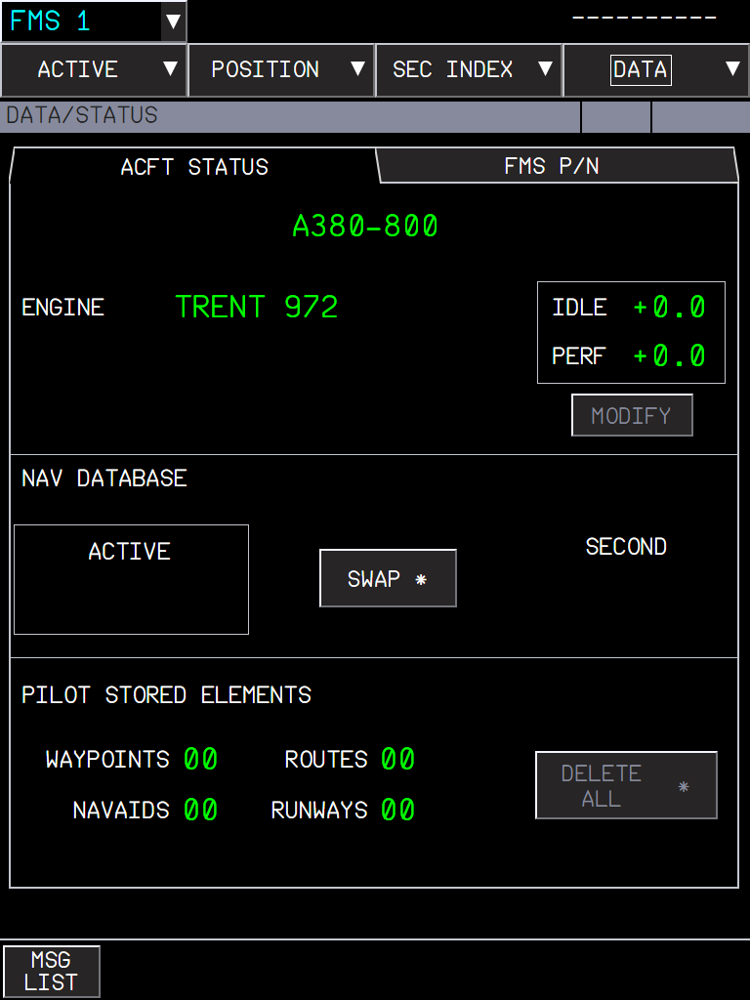 FMS 1 ▼ ----------
ACTIVE ▼ POSITION ▼ SEC INDEX ▼ DATA ▼
DATA/STATUS
ACFT STATUS FMS P/N
A380-800
ENGINE TRENT 972 IDLE +0.0
PERF +0.0
MODIFY
NAV DATABASE
ACTIVE SECOND
SWAP *
PILOT STORED ELEMENTS
WAYPOINTS 00 ROUTES 00
NAVAIDS 00 RUNWAYS 00
DELETE
ALL *
MSG
LIST